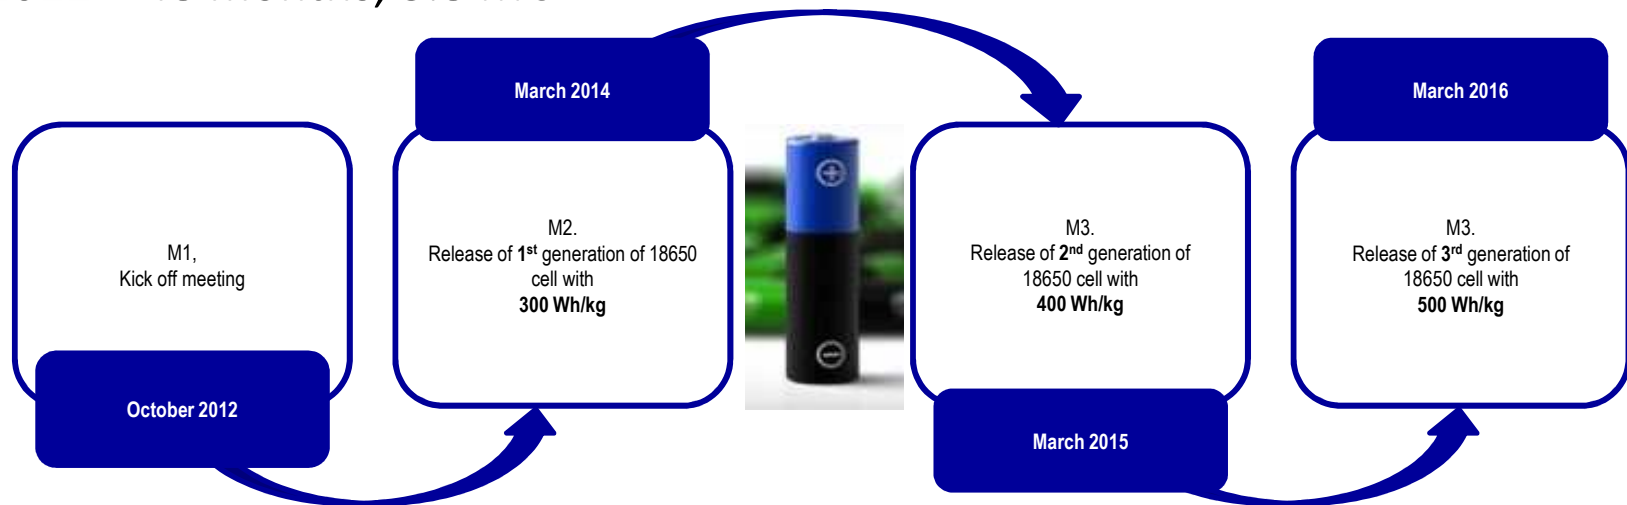 March 2014
March 2016
M1,
Kick off meeting
October 2012
M2.
Release of 1st generation of 18650
cell with
300 Wh/kg
M3.
Release of 2nd generation of
18650 cell with
400 Wh/kg
March 2015
M3.
Release of 3rd generation of
18650 cell with
500 Wh/kg